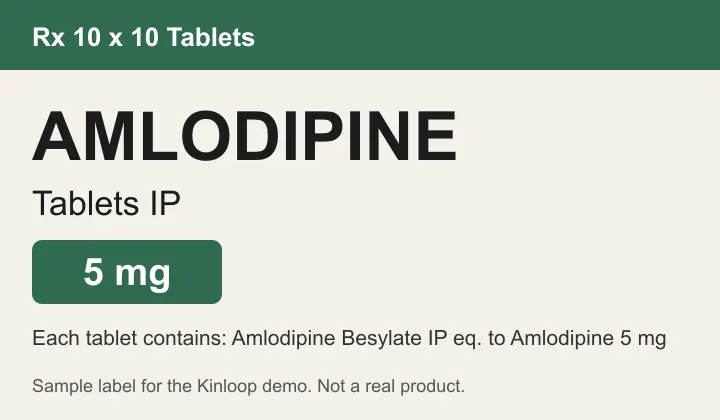 Rx 10 x 10 Tablets
AMLODIPINE
Tablets IP
5 mg
Each tablet contains: Amlodipine Besylate IP eq. to Amlodipine 5 mg
Sample label for the Kinloop demo. Not a real product.